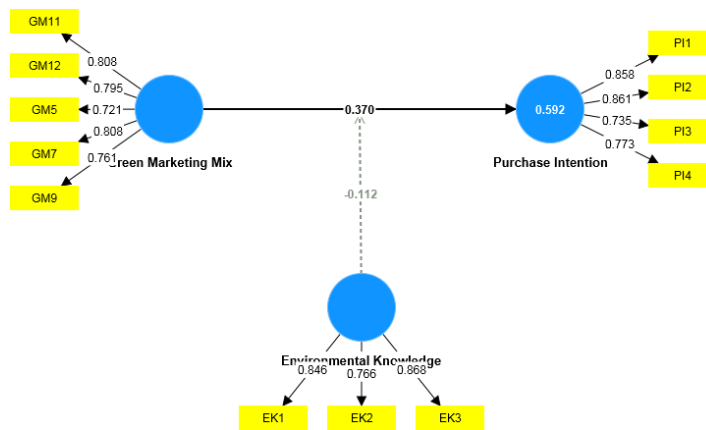 GM11
GM12
GM5
GM7
GM9
0.808
0.795
0.721
0.808
0.761
reen Marketing Mix
0.370
-0.112
0.592
Purchase Intention
0.858
0.861
0.735
0.773
PI1
PI2
PI3
PI4
Environmental Knowledge
0.846
0.766
0.868
EK1
EK2
EK3